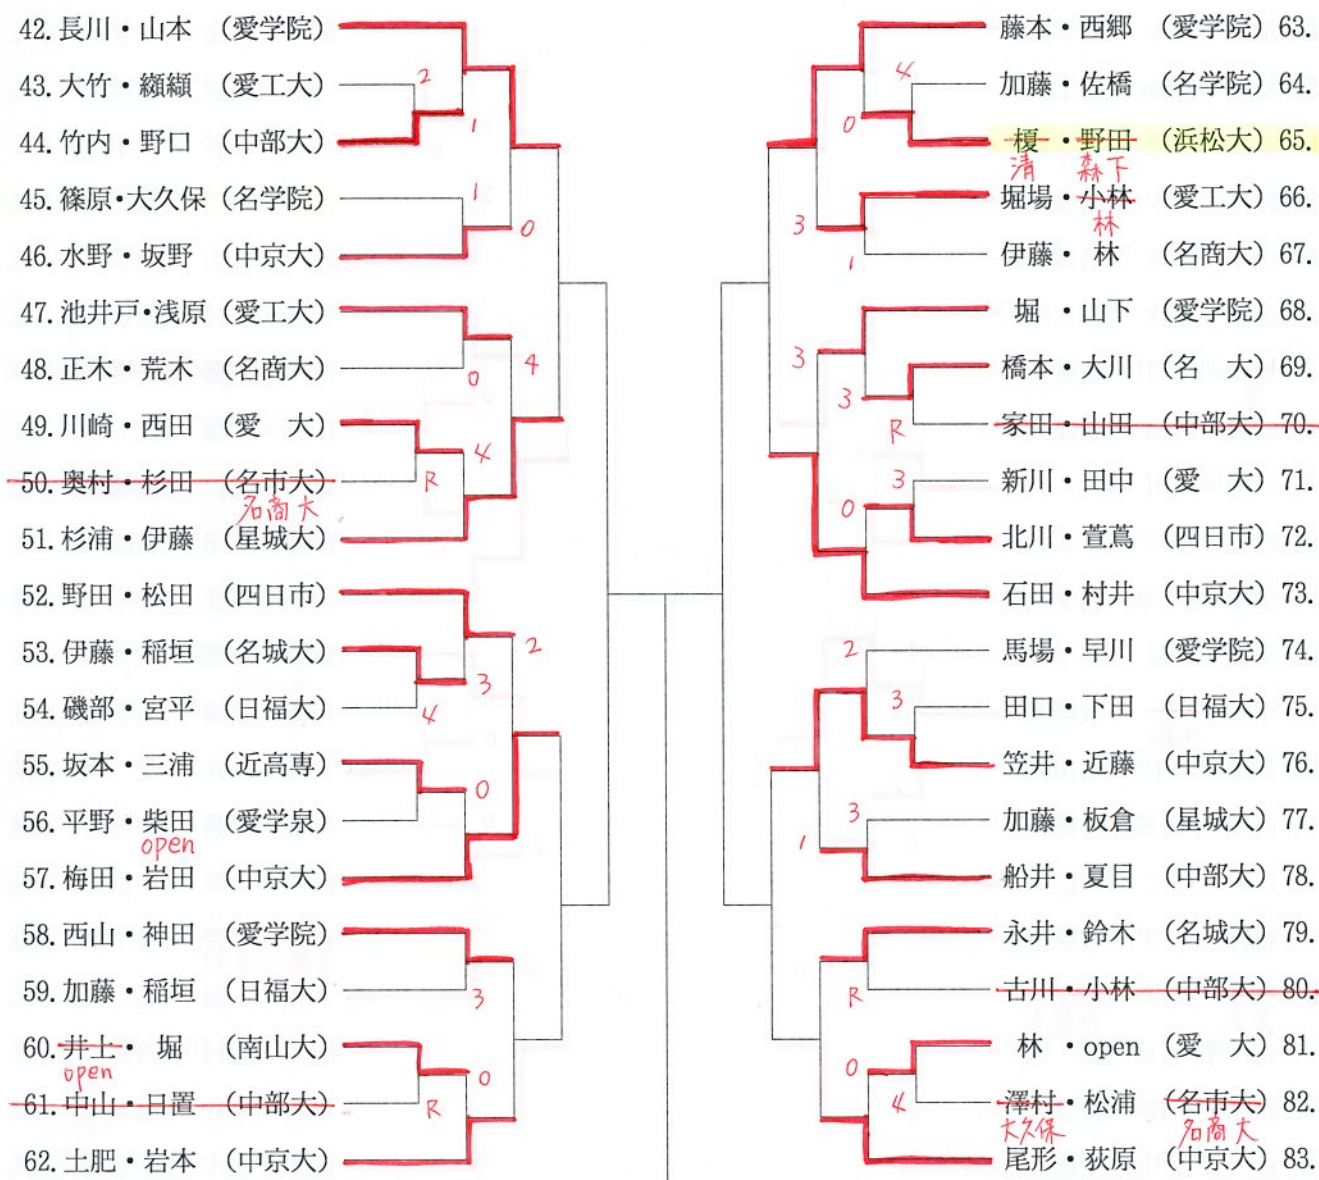 42. 長川・山本 (愛学院)
43. 大竹・纐纈 (愛工大)
2
44. 竹内・野口 (中部大)
1
45. 篠原・大久保 (名学院)
1
46. 水野・坂野 (中京大)
0
47. 池井戸・浅原 (愛工大)
48. 正木・荒木 (名商大)
0
4
49. 川崎・西田 (愛 大)
4
50. 奥村・杉田 (名市大)
R
名商大
51. 杉浦・伊藤 (星城大)
52. 野田・松田 (四日市)
53. 伊藤・稲垣 (名城大)
2
3
54. 磯部・宮平 (日福大)
4
55. 坂本・三浦 (近高専)
0
56. 平野・柴田 (愛学泉)
open
57. 梅田・岩田 (中京大)
58. 西山・神田 (愛学院)
59. 加藤・稲垣 (日福大)
3
60. 井土・ 堀 (南山大)
open
0
61. 中山・日置 (中部大)
R
62. 土肥・岩本 (中京大)
藤本・西郷 (愛学院) 63.
4
加藤・佐橋 (名学院) 64.
0
榎 ・野田 (浜松大) 65.
清 森下
堀場・小林 (愛工大) 66.
林
3
伊藤・ 林 (名商大) 67.
1
堀 ・山下 (愛学院) 68.
3
橋本・大川 (名 大) 69.
3
家田・山田 (中部大) 70.
R
新川・田中 (愛 大) 71.
3
0
北川・萱蔦 (四日市) 72.
石田・村井 (中京大) 73.
馬場・早川 (愛学院) 74.
2
田口・下田 (日福大) 75.
3
笠井・近藤 (中京大) 76.
加藤・板倉 (星城大) 77.
3
1
船井・夏目 (中部大) 78.
永井・鈴木 (名城大) 79.
古川・小林 (中部大) 80.
R
林 ・open (愛 大) 81.
0
澤村・松浦 (名市大) 82.
4
大久保 名商大
尾形・荻原 (中京大) 83.